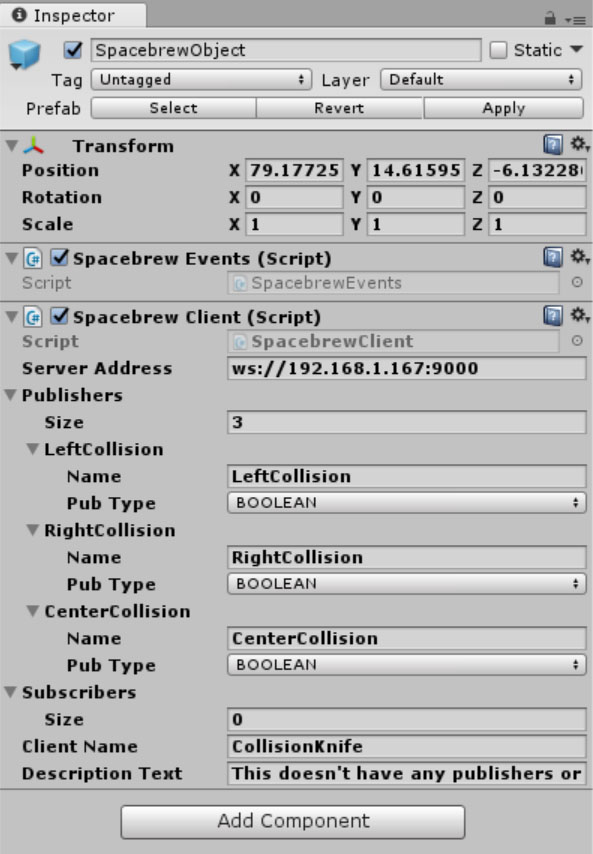 Inspector
SpacebrewObject Static
Tag Untagged Layer Default
Prefab Select Revert Apply
Transform
Position X 79.17725 Y 14.61595 Z -6.13228
Rotation X 0 Y 0 Z 0
Scale X 1 Y 1 Z 1
Spacebrew Events (Script)
Script SpacebrewEvents
Spacebrew Client (Script)
Script SpacebrewClient
Server Address ws://192.168.1.167:9000
Publishers
Size 3
LeftCollision
Name LeftCollision
Pub Type BOOLEAN
RightCollision
Name RightCollision
Pub Type BOOLEAN
CenterCollision
Name CenterCollision
Pub Type BOOLEAN
Subscribers
Size 0
Client Name CollisionKnife
Description Text This doesn't have any publishers or
Add Component